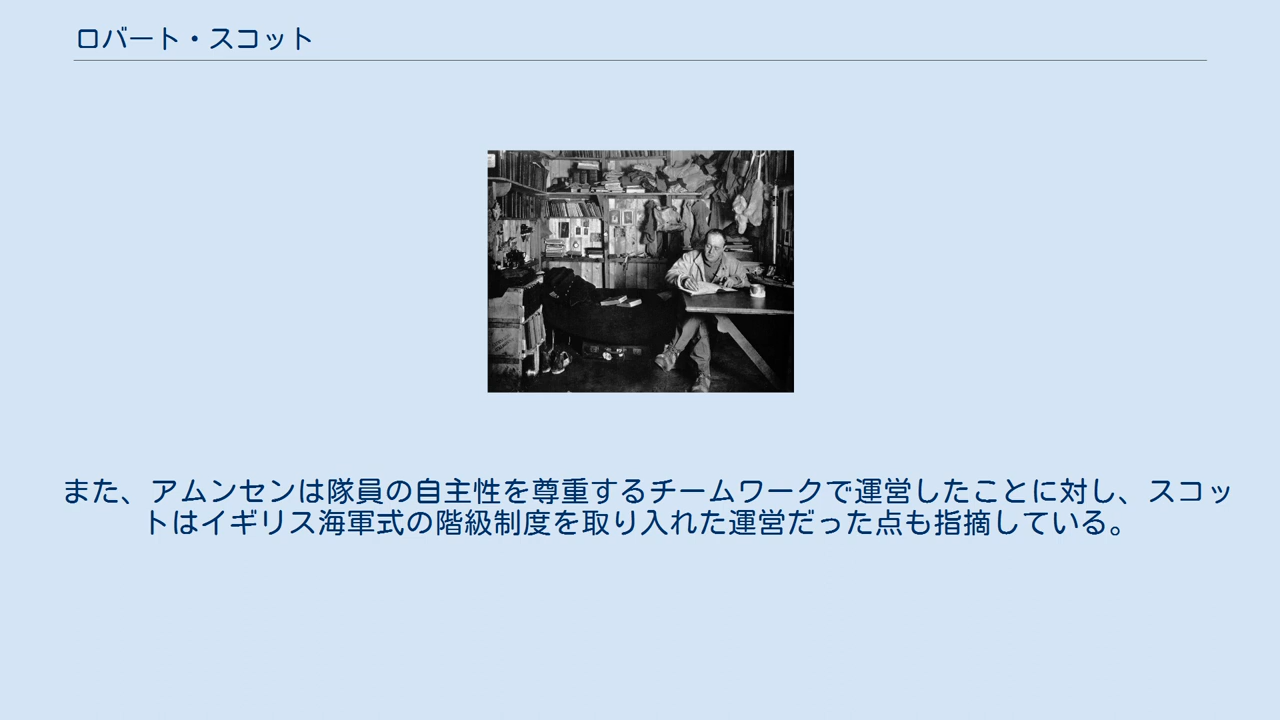 ロバート・スコット
また、アムンセンは隊員の自主性を尊重するチームワークで運営したことに対し、スコッ
トはイギリス海軍式の階級制度を取り入れた運営だった点も指摘している。